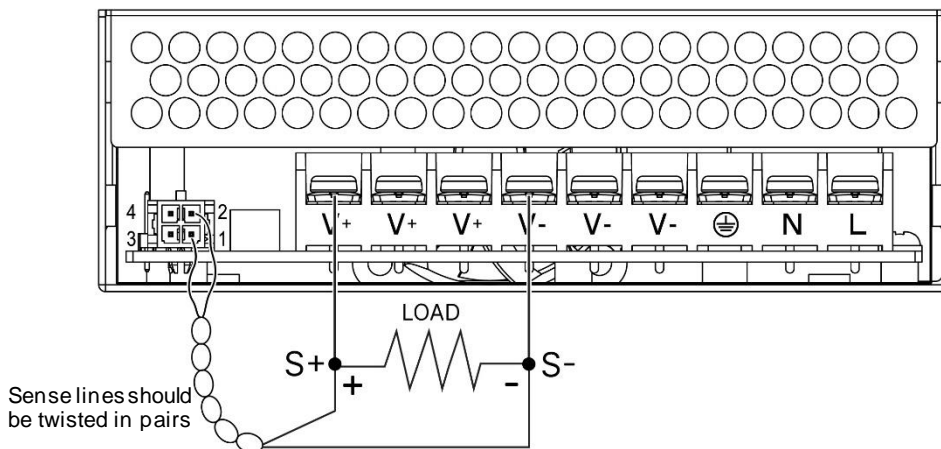 4 2
3 1
V+ V+ V+ V- V- V- N L
LOAD
S+ + - S-
Sense lines should
be twisted in pairs